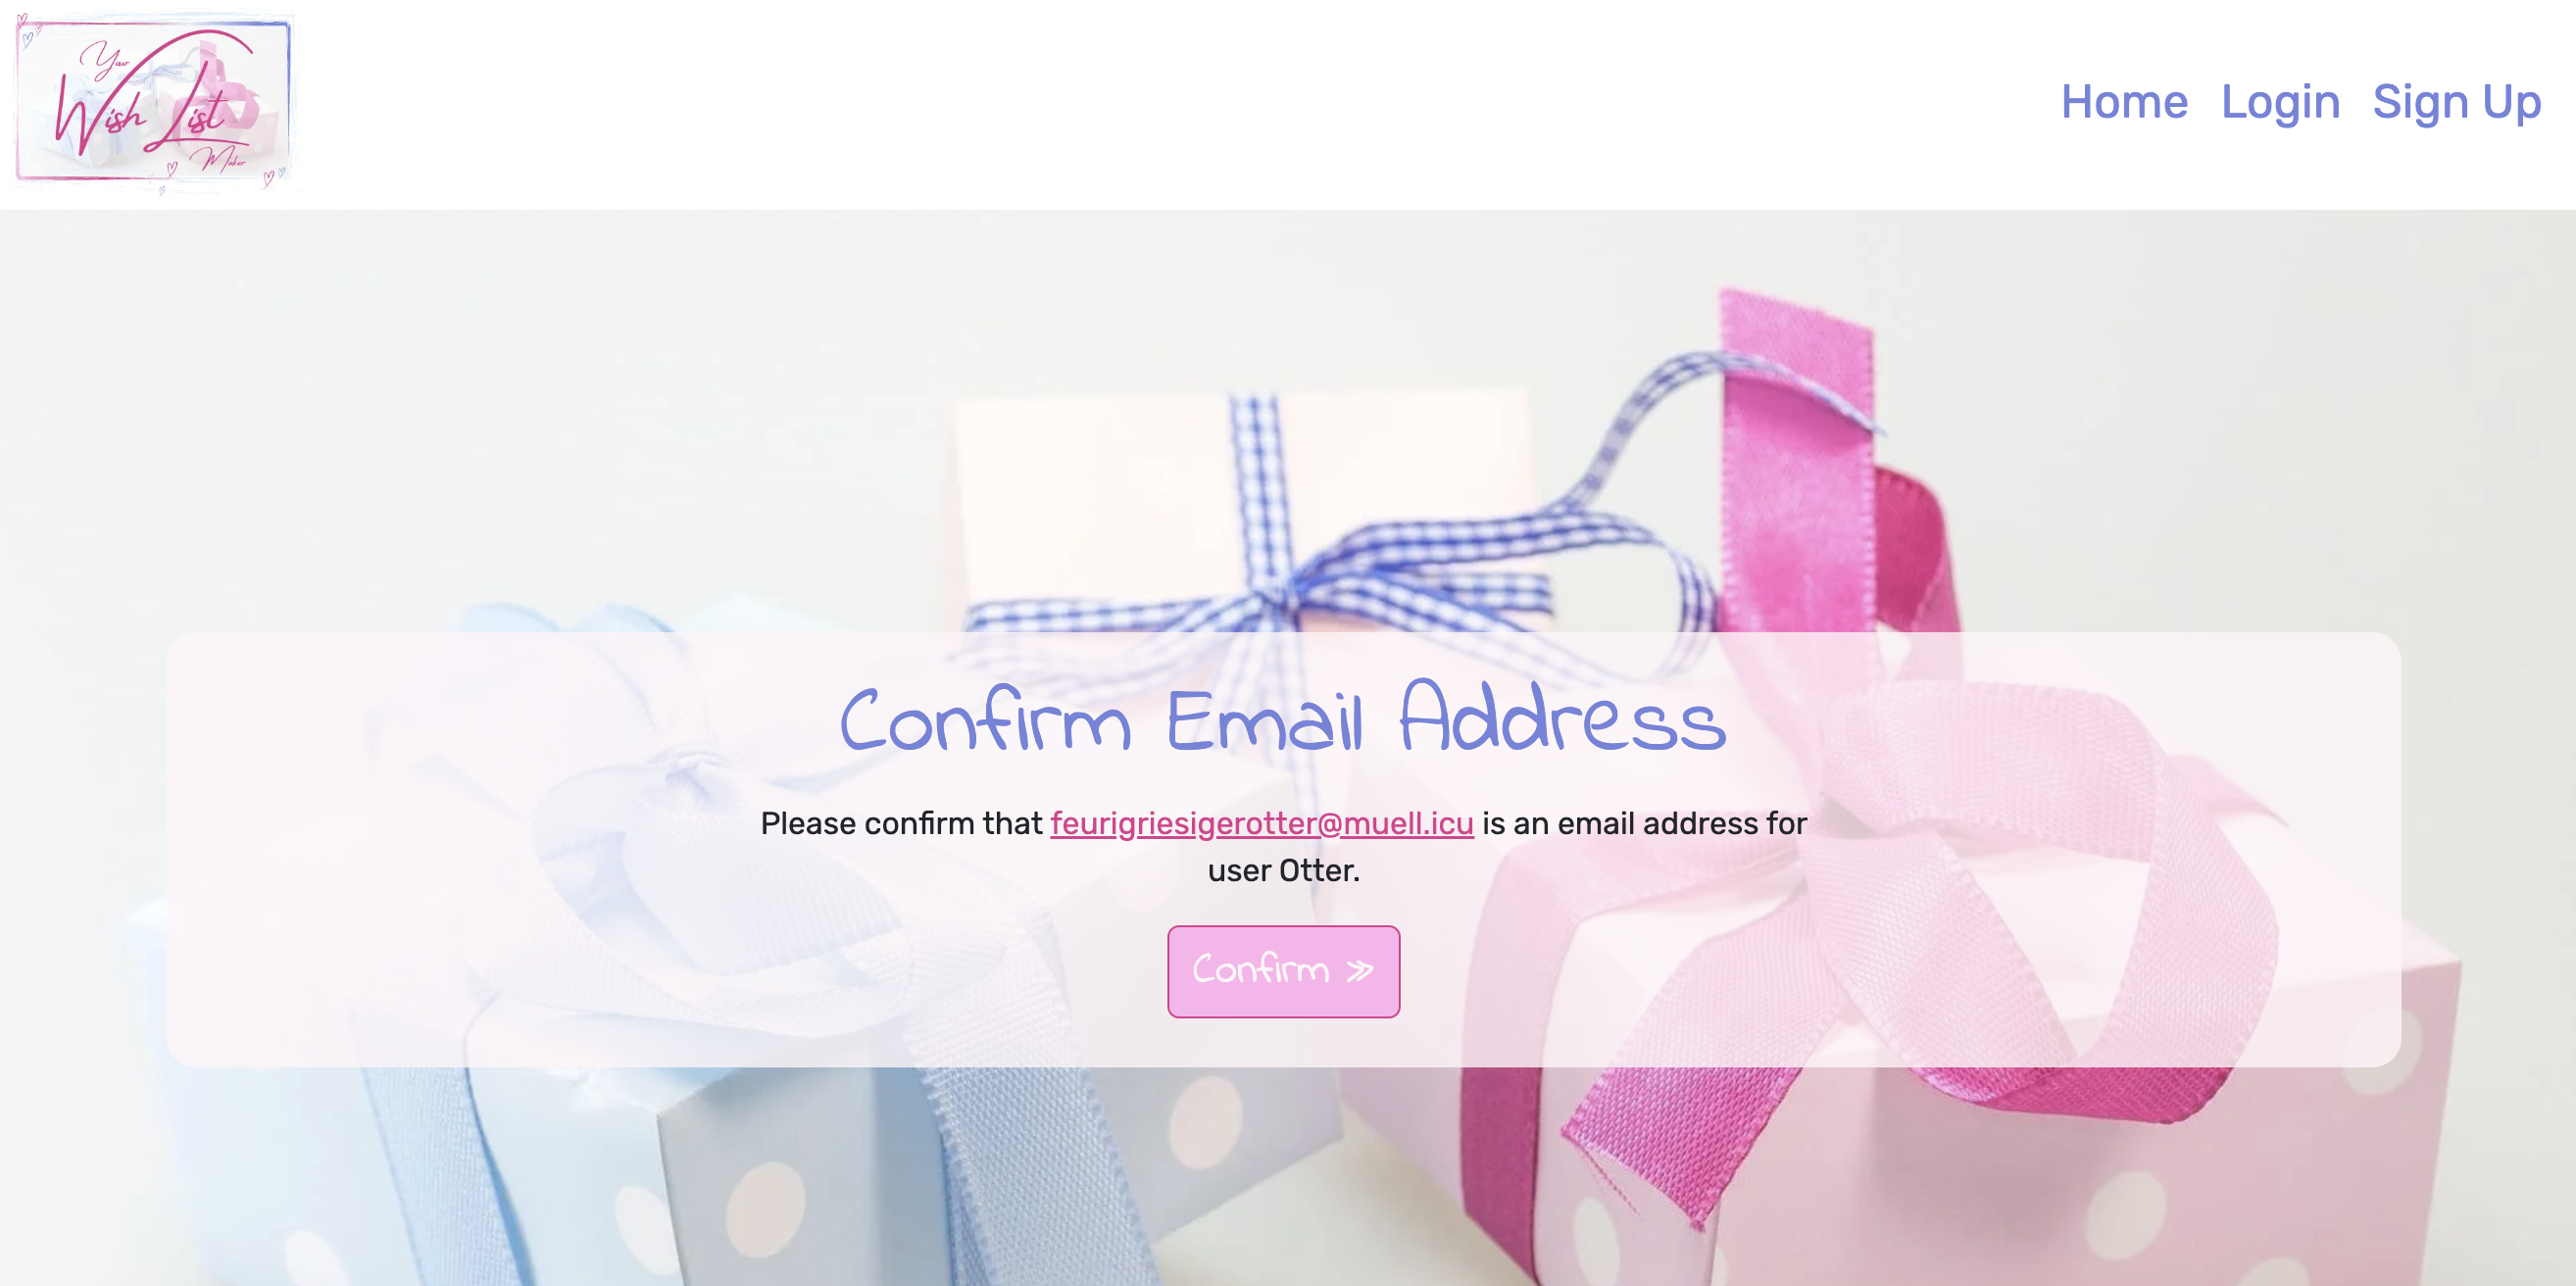 Your
Wish List
Maker
Home Login Sign Up
Confirm Email Address
Please confirm that feurigriesigerotter@muell.icu is an email address for
user Otter.
Confirm »